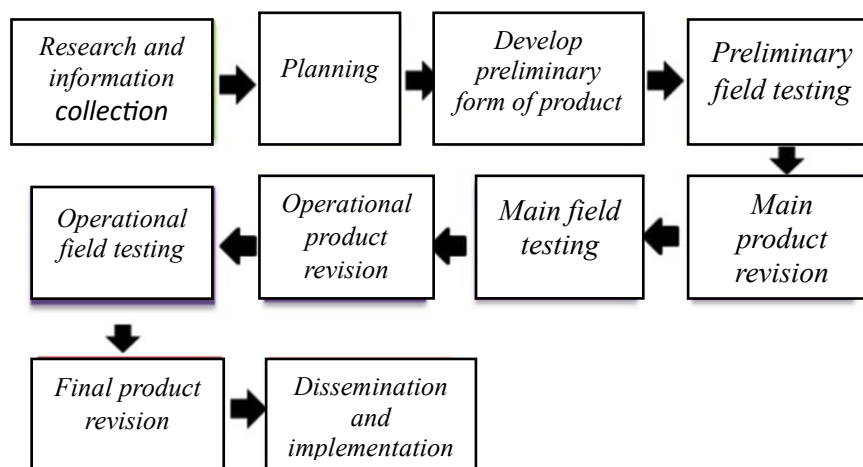 Research and
information
collection
Planning
Develop
preliminary
form of product
Preliminary
field testing
Main
product
revision
Main field
testing
Operational
product
revision
Operational
field testing
Final product
revision
Dissemination
and
implementation